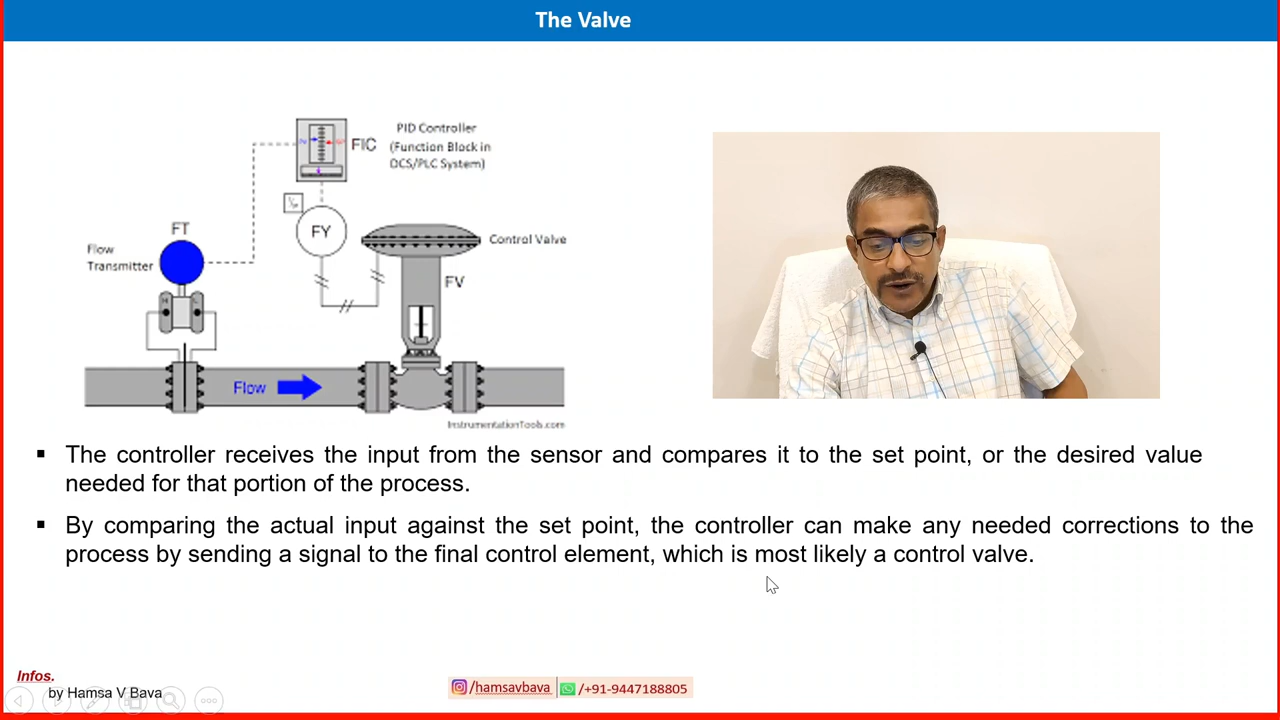 The Valve
PID Controller
FIC (Function Block in
DCS/PLC System)
FT
FY
Flow
Transmitter
Control Valve
FV
H L
Flow
InstrumentationTools.com
▪ The controller receives the input from the sensor and compares it to the set point, or the desired value
needed for that portion of the process.
▪ By comparing the actual input against the set point, the controller can make any needed corrections to the
process by sending a signal to the final control element, which is most likely a control valve.
Infos.
by Hamsa V Bava
/hamsavbava /+91-9447188805